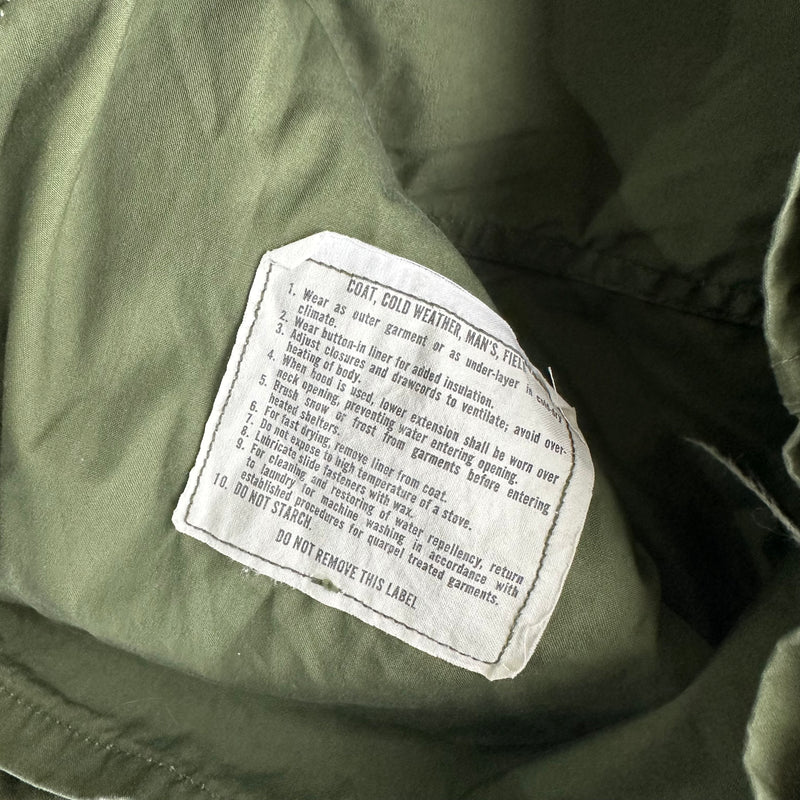 COAT, COLD WEATHER, MAN'S, FIELD
1. Wear as outer garment or as under-layer in cold-dry
climate.
2. Wear button-in liner for added insulation.
3. Adjust closures and drawcords to ventilate; avoid over-
heating of body.
4. When hood is used, lower extension shall be worn over
neck opening, preventing water entering opening.
5. Brush snow or frost from garments before entering
heated shelters.
6. For fast drying, remove liner from coat.
7. Do not expose to high temperature of a stove.
8. Lubricate slide fasteners with wax.
9. For cleaning and restoring of water repellency, return
to laundry for machine washing in accordance with
established procedures for quarpel treated garments.
10. DO NOT STARCH.
DO NOT REMOVE THIS LABEL